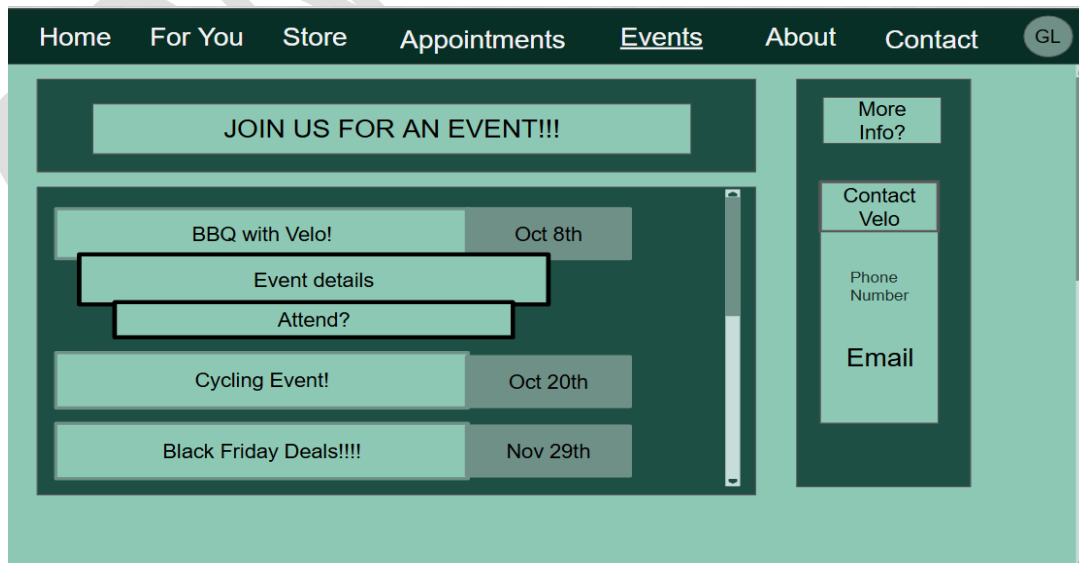 Home For You Store Appointments Events About Contact GL
JOIN US FOR AN EVENT!!!
BBQ with Velo! Oct 8th
Event details
Attend?
Cycling Event! Oct 20th
Black Friday Deals!!!! Nov 29th
More
Info?
Contact
Velo
Phone
Number
Email